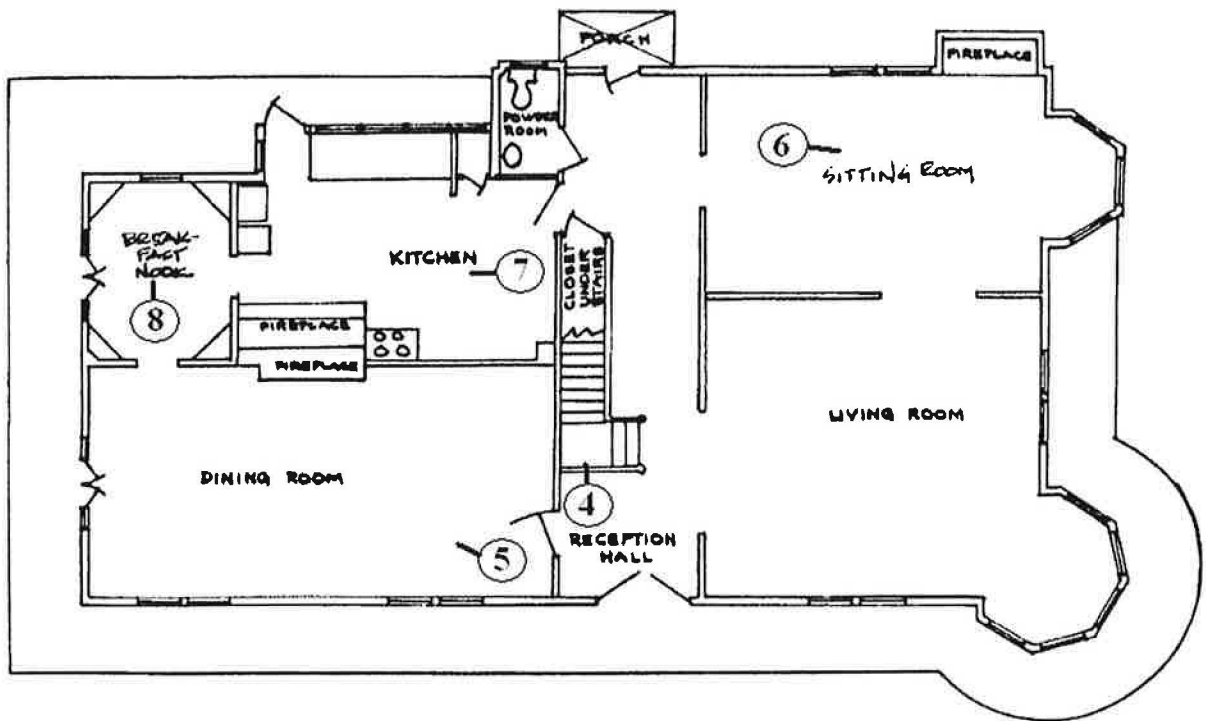 PORCH
FIREPLACE
POWDER
ROOM
6
SITTING ROOM
BREAK-
FAST
NOOK
KITCHEN
7
CLOSET
UNDER
STAIRS
8
FIREPLACE
FIREPLACE
LIVING ROOM
DINING ROOM
4
5
RECEPTION
HALL